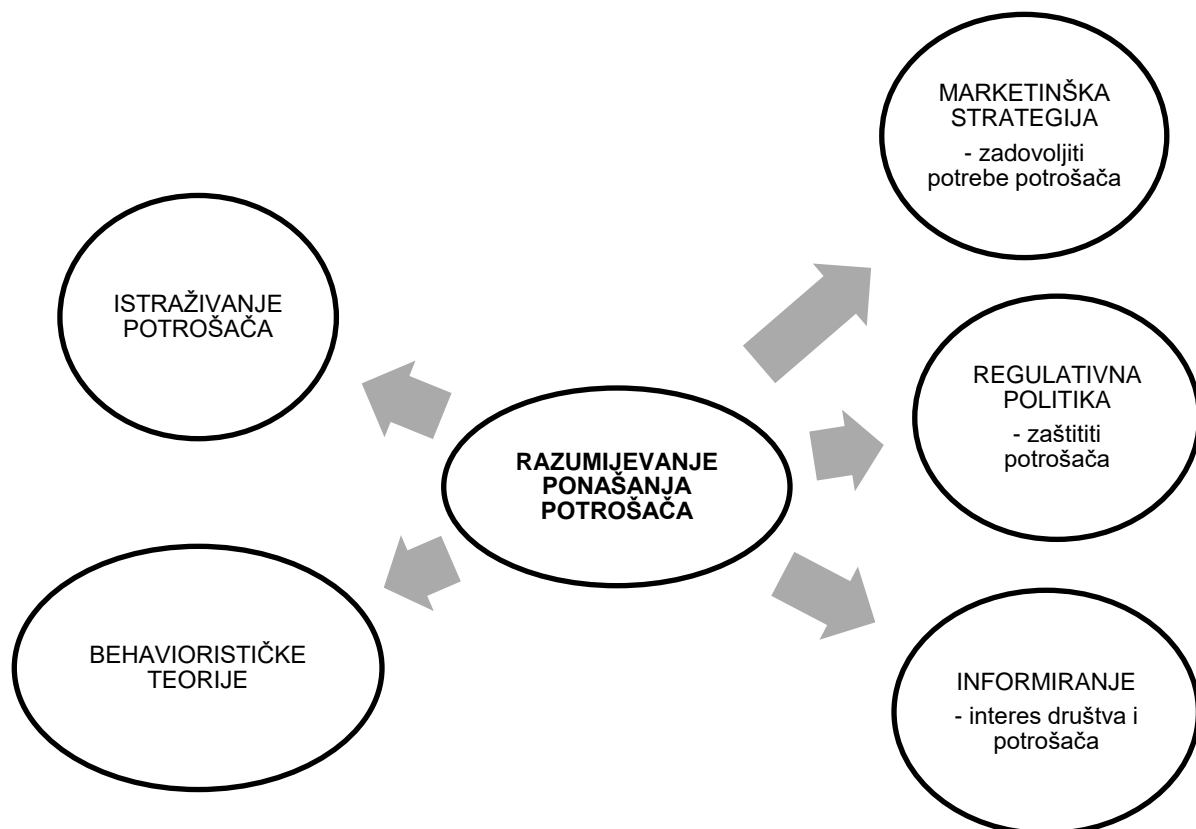 MARKETINŠKA
STRATEGIJA
- zadovoljiti
potrebe potrošača
ISTRAŽIVANJE
POTROŠAČA
REGULATIVNA
POLITIKA
- zaštititi
potrošača
RAZUMIJEVANJE
PONAŠANJA
POTROŠAČA
BEHAVIORISTIČKE
TEORIJE
INFORMIRANJE
- interes društva i
potrošača